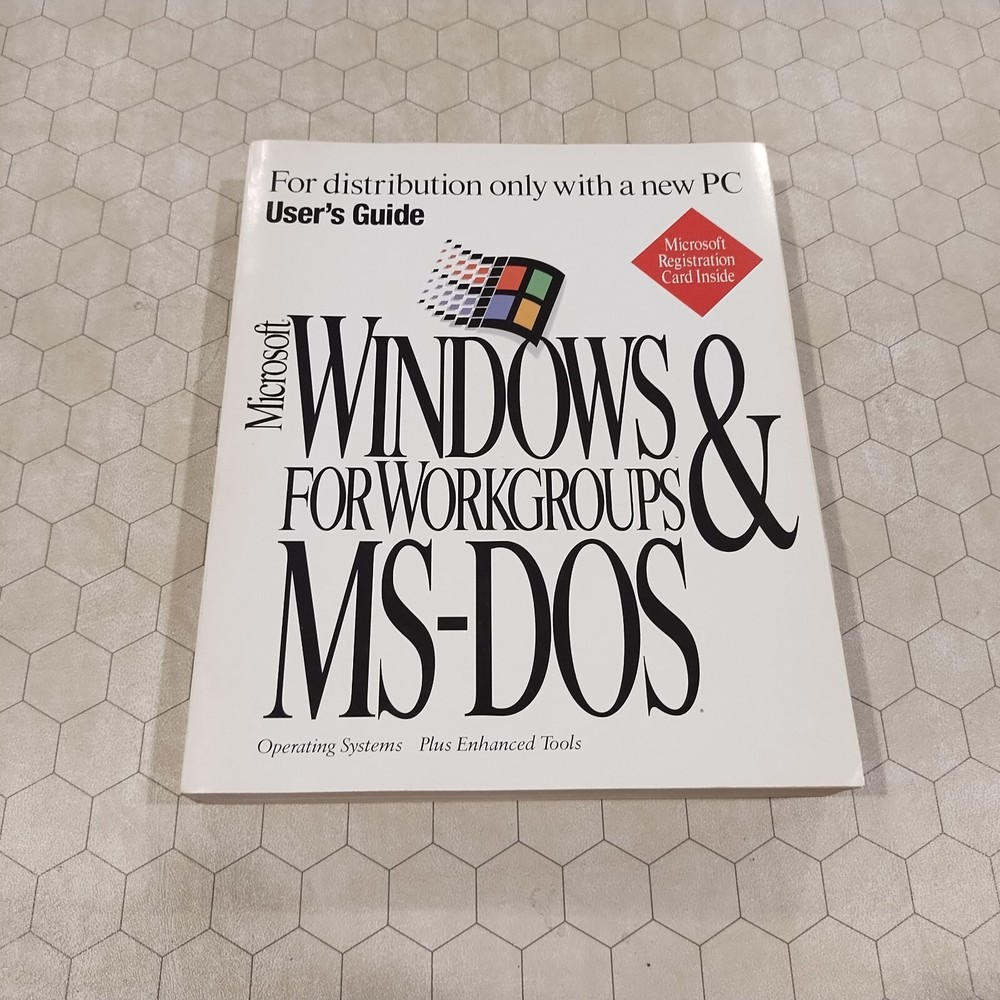 For distribution only with a new PC
User's Guide
Microsoft
Registration
Card Inside
Microsoft
WINDOWS
FOR WORKGROUPS
&
MS-DOS
Operating Systems Plus Enhanced Tools